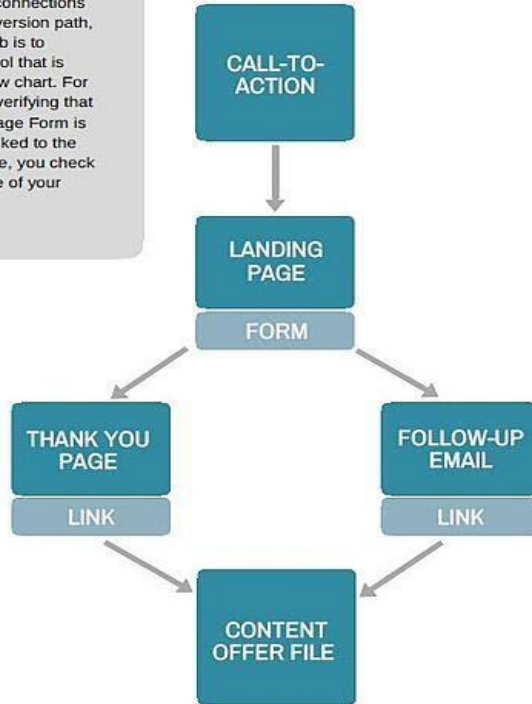 connections
version path,
b is to
ol that is
w chart. For
verifying that
age Form is
ked to the
e, you check
e of your
CALL-TO-
ACTION
LANDING
PAGE
FORM
THANK YOU
PAGE
LINK
FOLLOW-UP
EMAIL
LINK
CONTENT
OFFER FILE